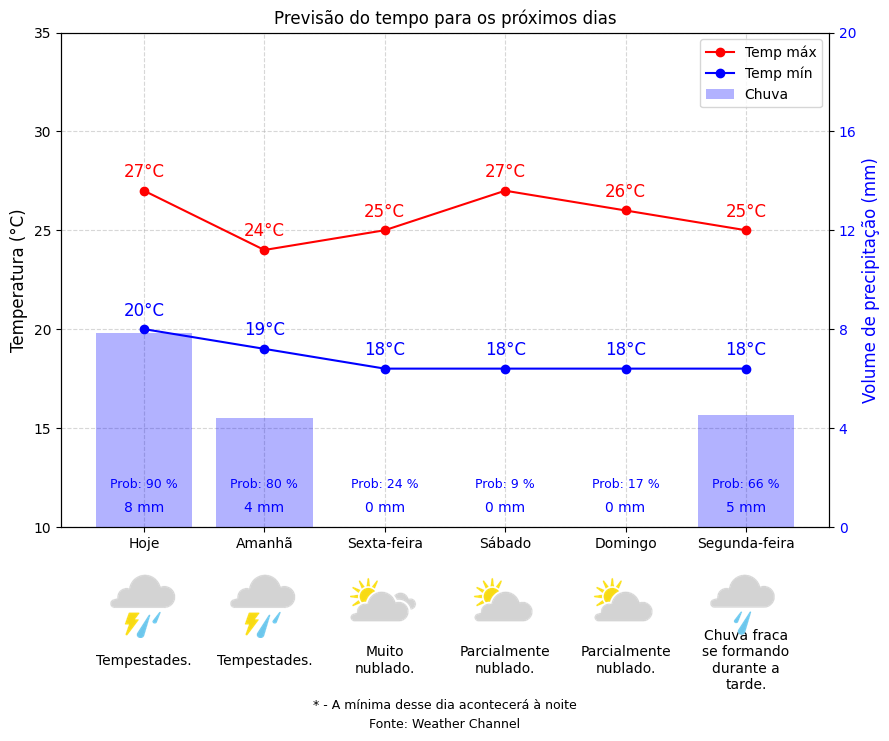 Previsão do tempo para os próximos dias
Temp máx
Temp mín
Chuva
Temperatura (°C)
Volume de precipitação (mm)
35
30
25
20
15
10
20
16
12
8
4
0
27°C
24°C
25°C
27°C
26°C
25°C
20°C
19°C
18°C
18°C
18°C
18°C
Prob: 90 %
Prob: 80 %
Prob: 24 %
Prob: 9 %
Prob: 17 %
Prob: 66 %
8 mm
4 mm
0 mm
0 mm
0 mm
5 mm
Hoje
Amanhã
Sexta-feira
Sábado
Domingo
Segunda-feira
Tempestades.
Tempestades.
Muito
nublado.
Parcialmente
nublado.
Parcialmente
nublado.
Chuva fraca
se formando
durante a
tarde.
* - A mínima desse dia acontecerá à noite
Fonte: Weather Channel